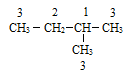 3 2 1 3
CH₃ — CH₂ — CH — CH₃
CH₃
3